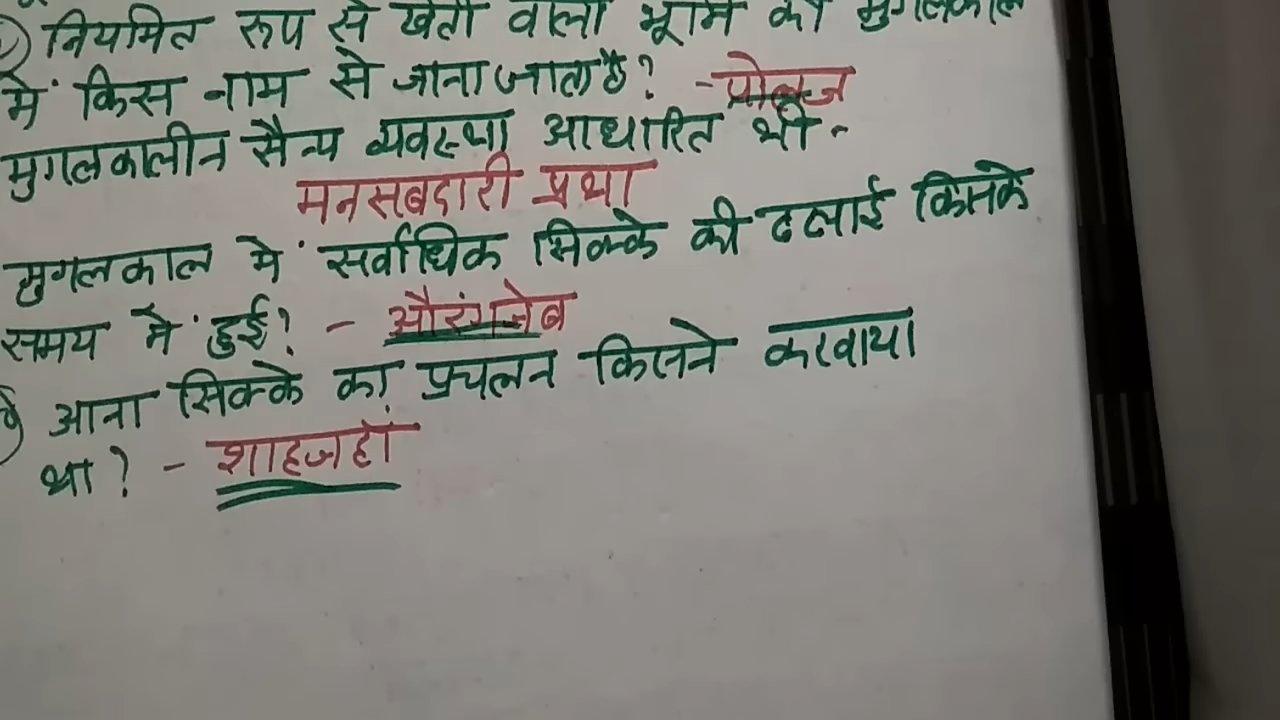 नियमित रूप से खेती वाली भूमि को मुगलकाल
में किस नाम से जाना जाता है? - पोलज
मुगलकालीन सैन्य व्यवस्था आधारित थी -
मनसबदारी प्रथा
मुगलकाल में सर्वाधिक सिक्के की ढलाई किसके
समय में हुई? - औरंगजेब
आना सिक्के का प्रचलन किसने करवाया
था? - शाहजहाँ